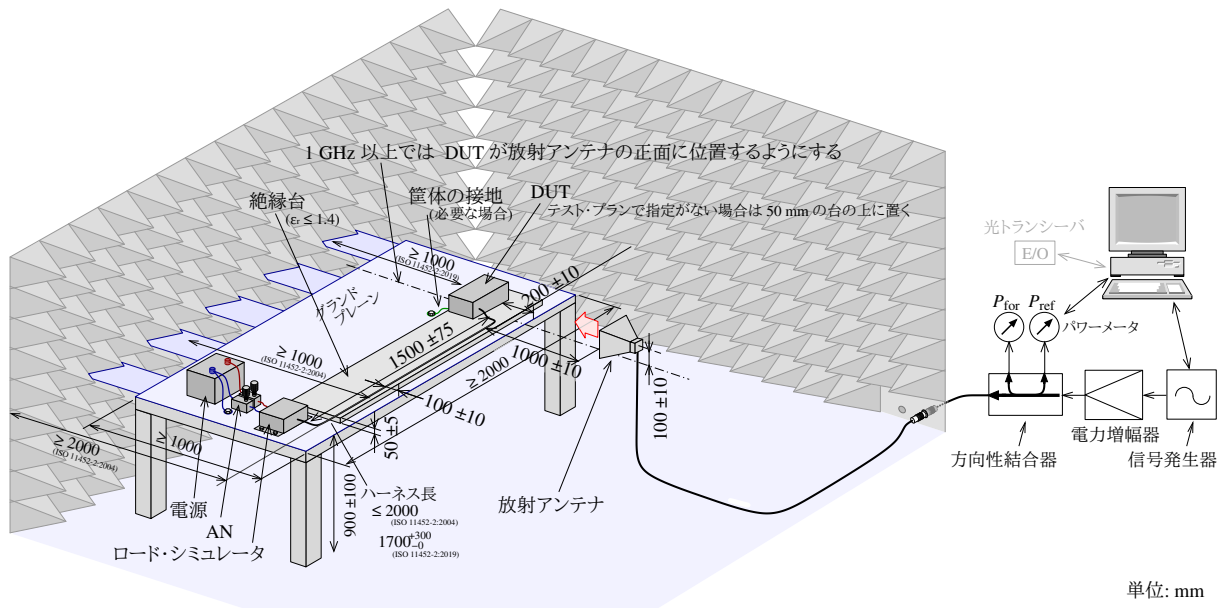 1 GHz 以上では DUT が放射アンテナの正面に位置するようにする
絶縁台
(εr ≤ 1.4)
筐体の接地
(必要な場合)
DUT
テスト・プランで指定がない場合は 50 mm の台の上に置く
光トランシーバ
E/O
≥ 1000
(ISO 11452-2:2019)
グランド
プレーン
200 ±10
Pfor
Pref
パワーメータ
1500 ±75
≥ 1000
(ISO 11452-2:2004)
1000 ±10
≥ 2000
100 ±10
100 ±10
50 ±5
≥ 2000
(ISO 11452-2:2004)
≥ 1000
900 ±100
ハーネス長
≤ 2000
(ISO 11452-2:2004)
1700 +300 −0
(ISO 11452-2:2019)
電源
AN
ロード・シミュレータ
放射アンテナ
方向性結合器
電力増幅器
信号発生器
単位: mm